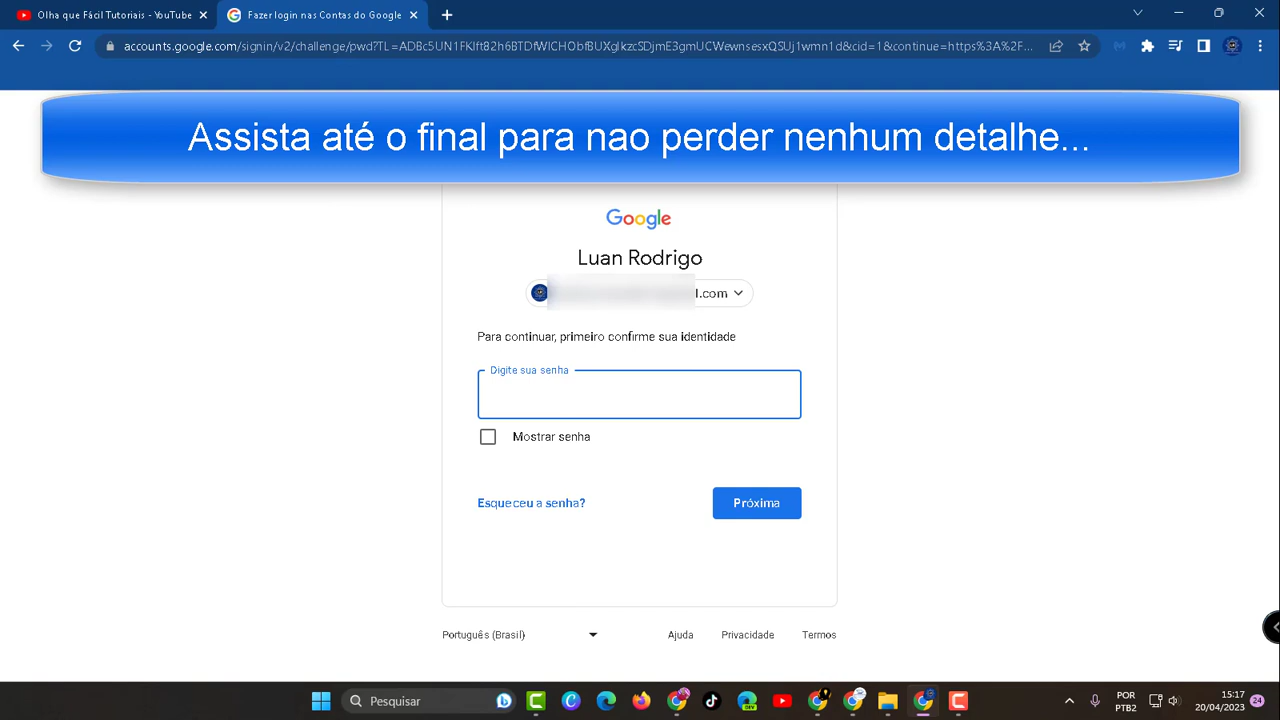 Olha que Fácil Tutoriais - YouTube
Fazer login nas Contas do Google
accounts.google.com/signin/v2/challenge/pwd?TL=ADBc5UN1FKIft82h6BTDfWlCHObfBUXglkzcSDjmE3gmUCWewnsesxQSUj1wmn1d&cid=1&continue=https%3A%2F...
Assista até o final para nao perder nenhum detalhe...
Google
Luan Rodrigo
l.com
Para continuar, primeiro confirme sua identidade
Digite sua senha
Mostrar senha
Esqueceu a senha?
Próxima
Português (Brasil)
Ajuda
Privacidade
Termos
Pesquisar
POR
PTB2
15:17
20/04/2023
24